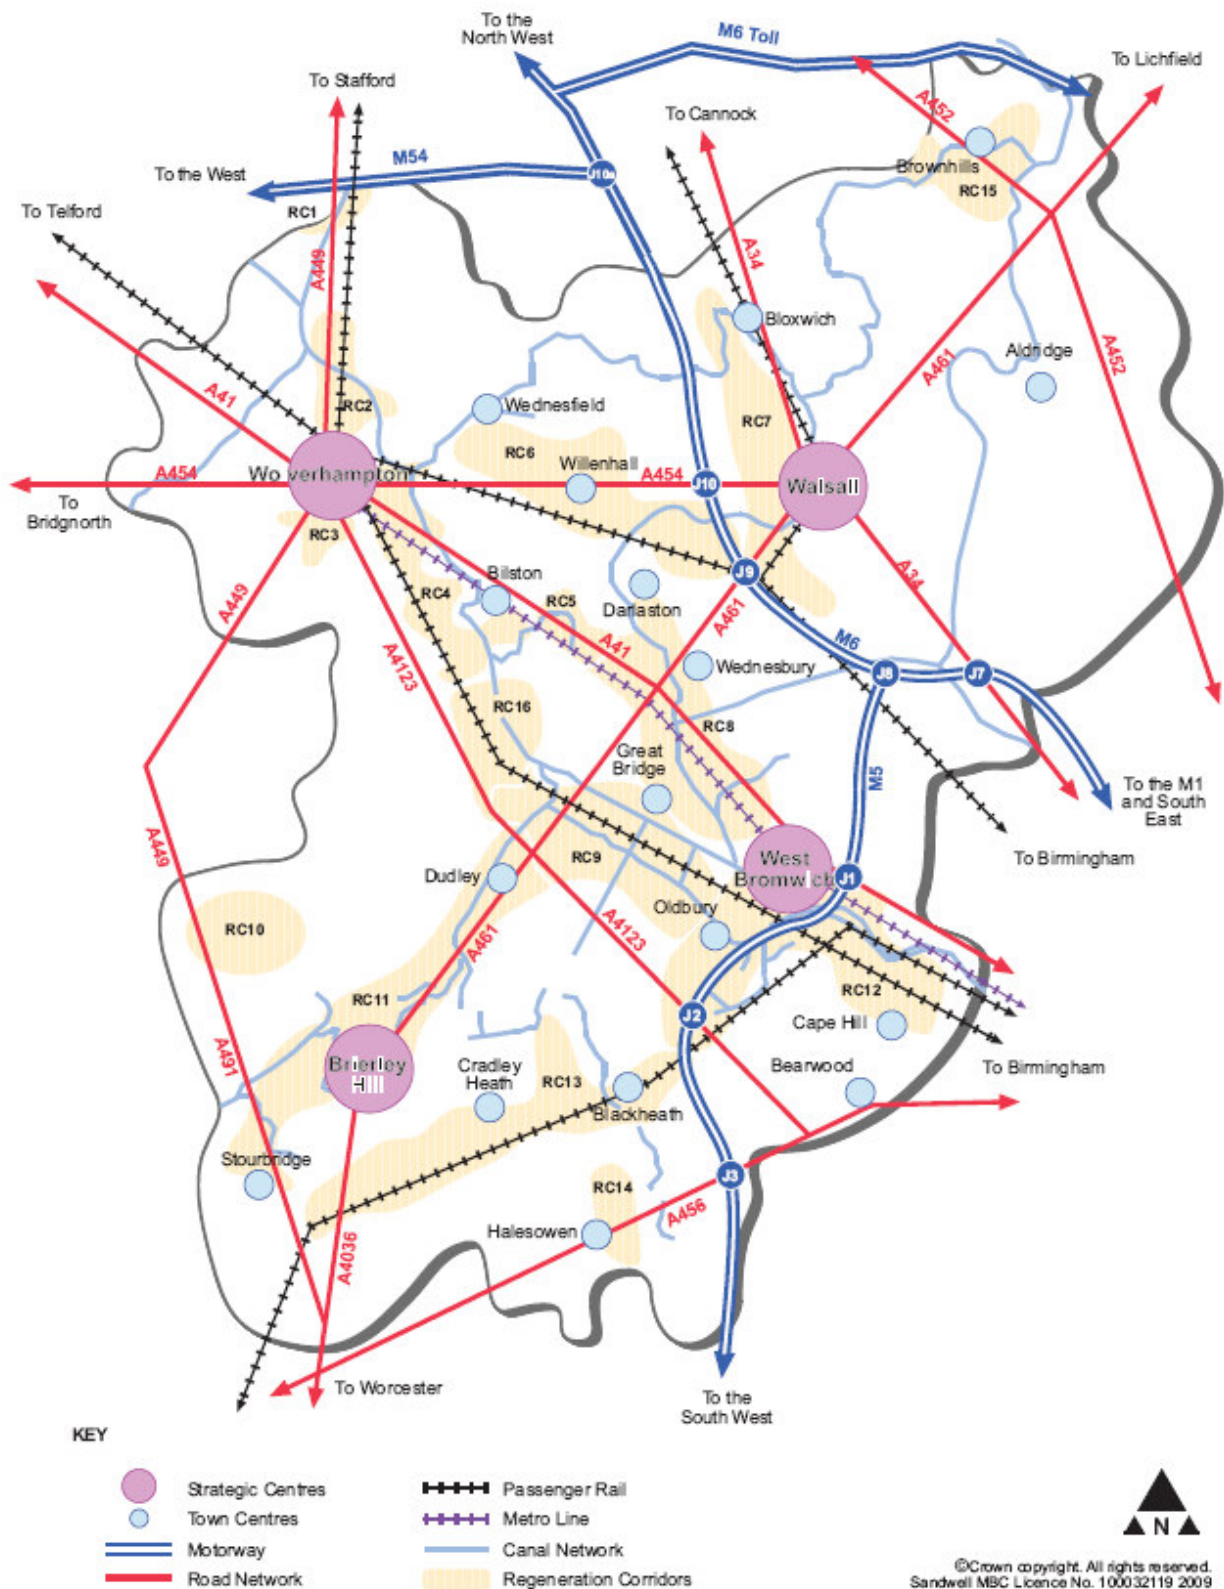 To the
North West
M6 Toll
To Lichfield
To Stafford
To Cannock
A452
M54
To the West
J10a
Brownhills
RC15
To Telford
RC1
A449
A34
Bloxwich
A461
A452
Aldridge
A41
RC2
Wednesfield
RC7
RC6
Willenhall
Wolverhampton
A454
A454
J10
Walsall
To
Bridgnorth
RC3
Bilston
J9
A34
RC4
RC5
Darlaston
A449
A461
A41
M6
A4123
Wednesbury
J8
J7
RC16
RC8
Great
Bridge
M5
To the M1
and South
East
A449
To Birmingham
West
Bromwich
J1
RC9
Dudley
Oldbury
RC10
A4123
A461
RC11
RC12
J2
Cape Hill
A491
Brierley
Hill
Cradley
Heath
RC13
Bearwood
To Birmingham
Blackheath
Stourbridge
J3
RC14
A456
Halesowen
A4036
To Worcester
To the
South West
KEY
Strategic Centres
Passenger Rail
Town Centres
Metro Line
Motorway
Canal Network
Road Network
Regeneration Corridors
N
©Crown copyright. All rights reserved.
Sandwell MBC Licence No. 100032119 2009